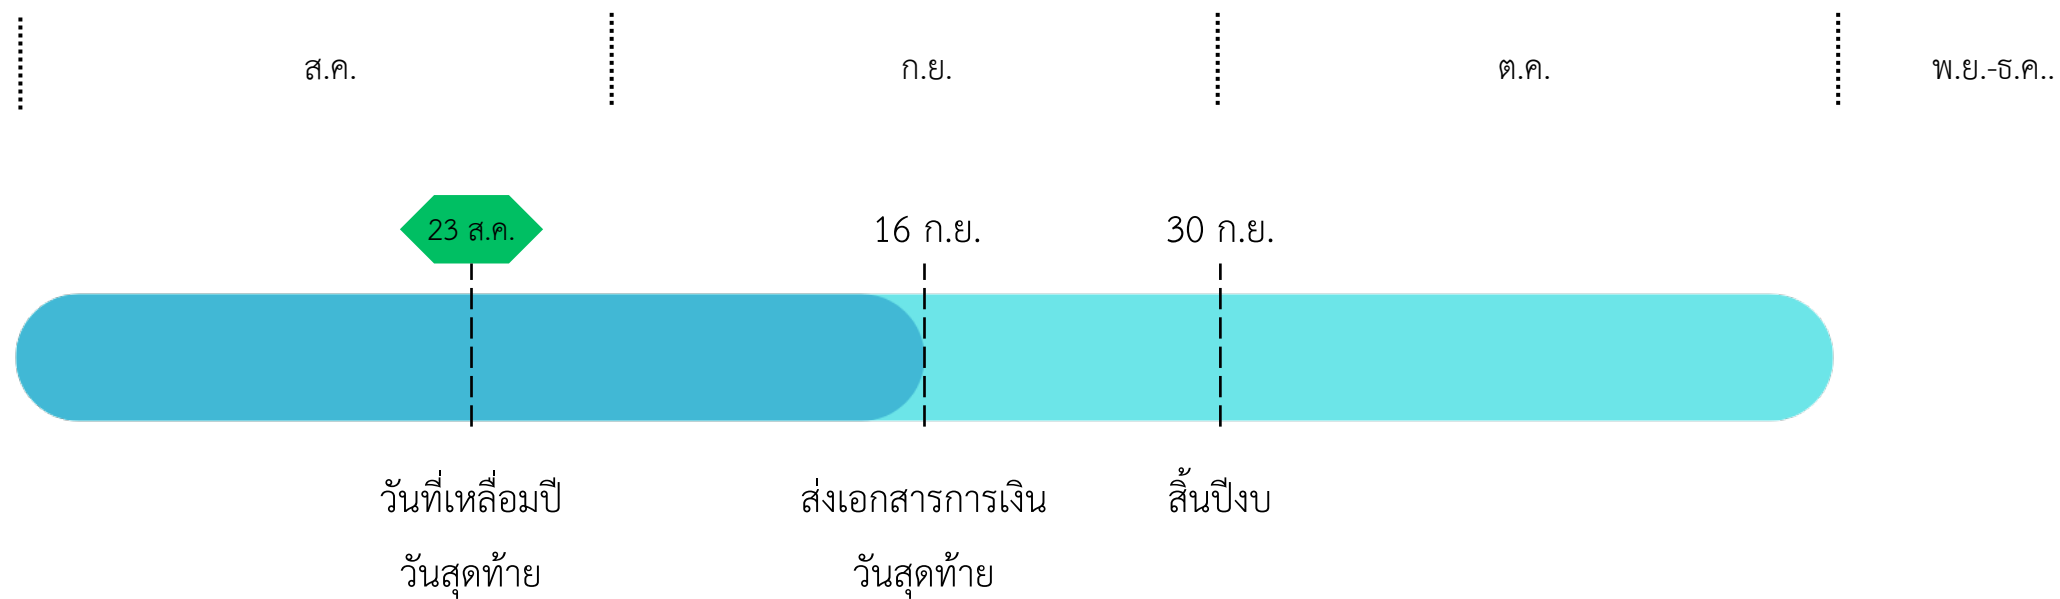 ส.ค.
ก.ย.
ต.ค.
พ.ย.-ธ.ค..
23 ส.ค.
16 ก.ย.
30 ก.ย.
วันที่เหลื่อมปี
วันสุดท้าย
ส่งเอกสารการเงิน
วันสุดท้าย
สิ้นปีงบ